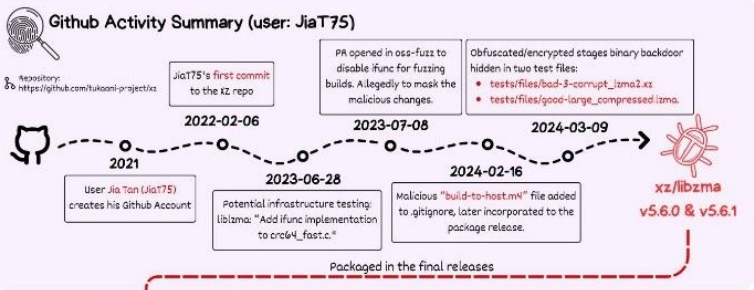 Github Activity Summary (user: JiaT75)
Repository:
https://github.com/tukaani-project/xz
JiaT75's first commit
to the xz repo
2022-02-06
PR opened in oss-fuzz to
disable ifunc for fuzzing
builds. Allegedly to mask the
malicious changes.
2023-07-08
Obfuscated/encrypted stages binary backdoor
hidden in two test files:
• tests/files/bad-3-corrupt_lzma2.xz
• tests/files/good-large_compressed.lzma.
2024-03-09
2021
User Jia Tan (JiaT75)
creates his Github Account
2023-06-28
Potential infrastructure testing:
liblzma: "Add ifunc implementation
to crc64_fast.c."
2024-02-16
Malicious "build-to-host.m4" file added
to .gitignore, later incorporated to the
package release.
xz/libzma
v5.6.0 & v5.6.1
Packaged in the final releases